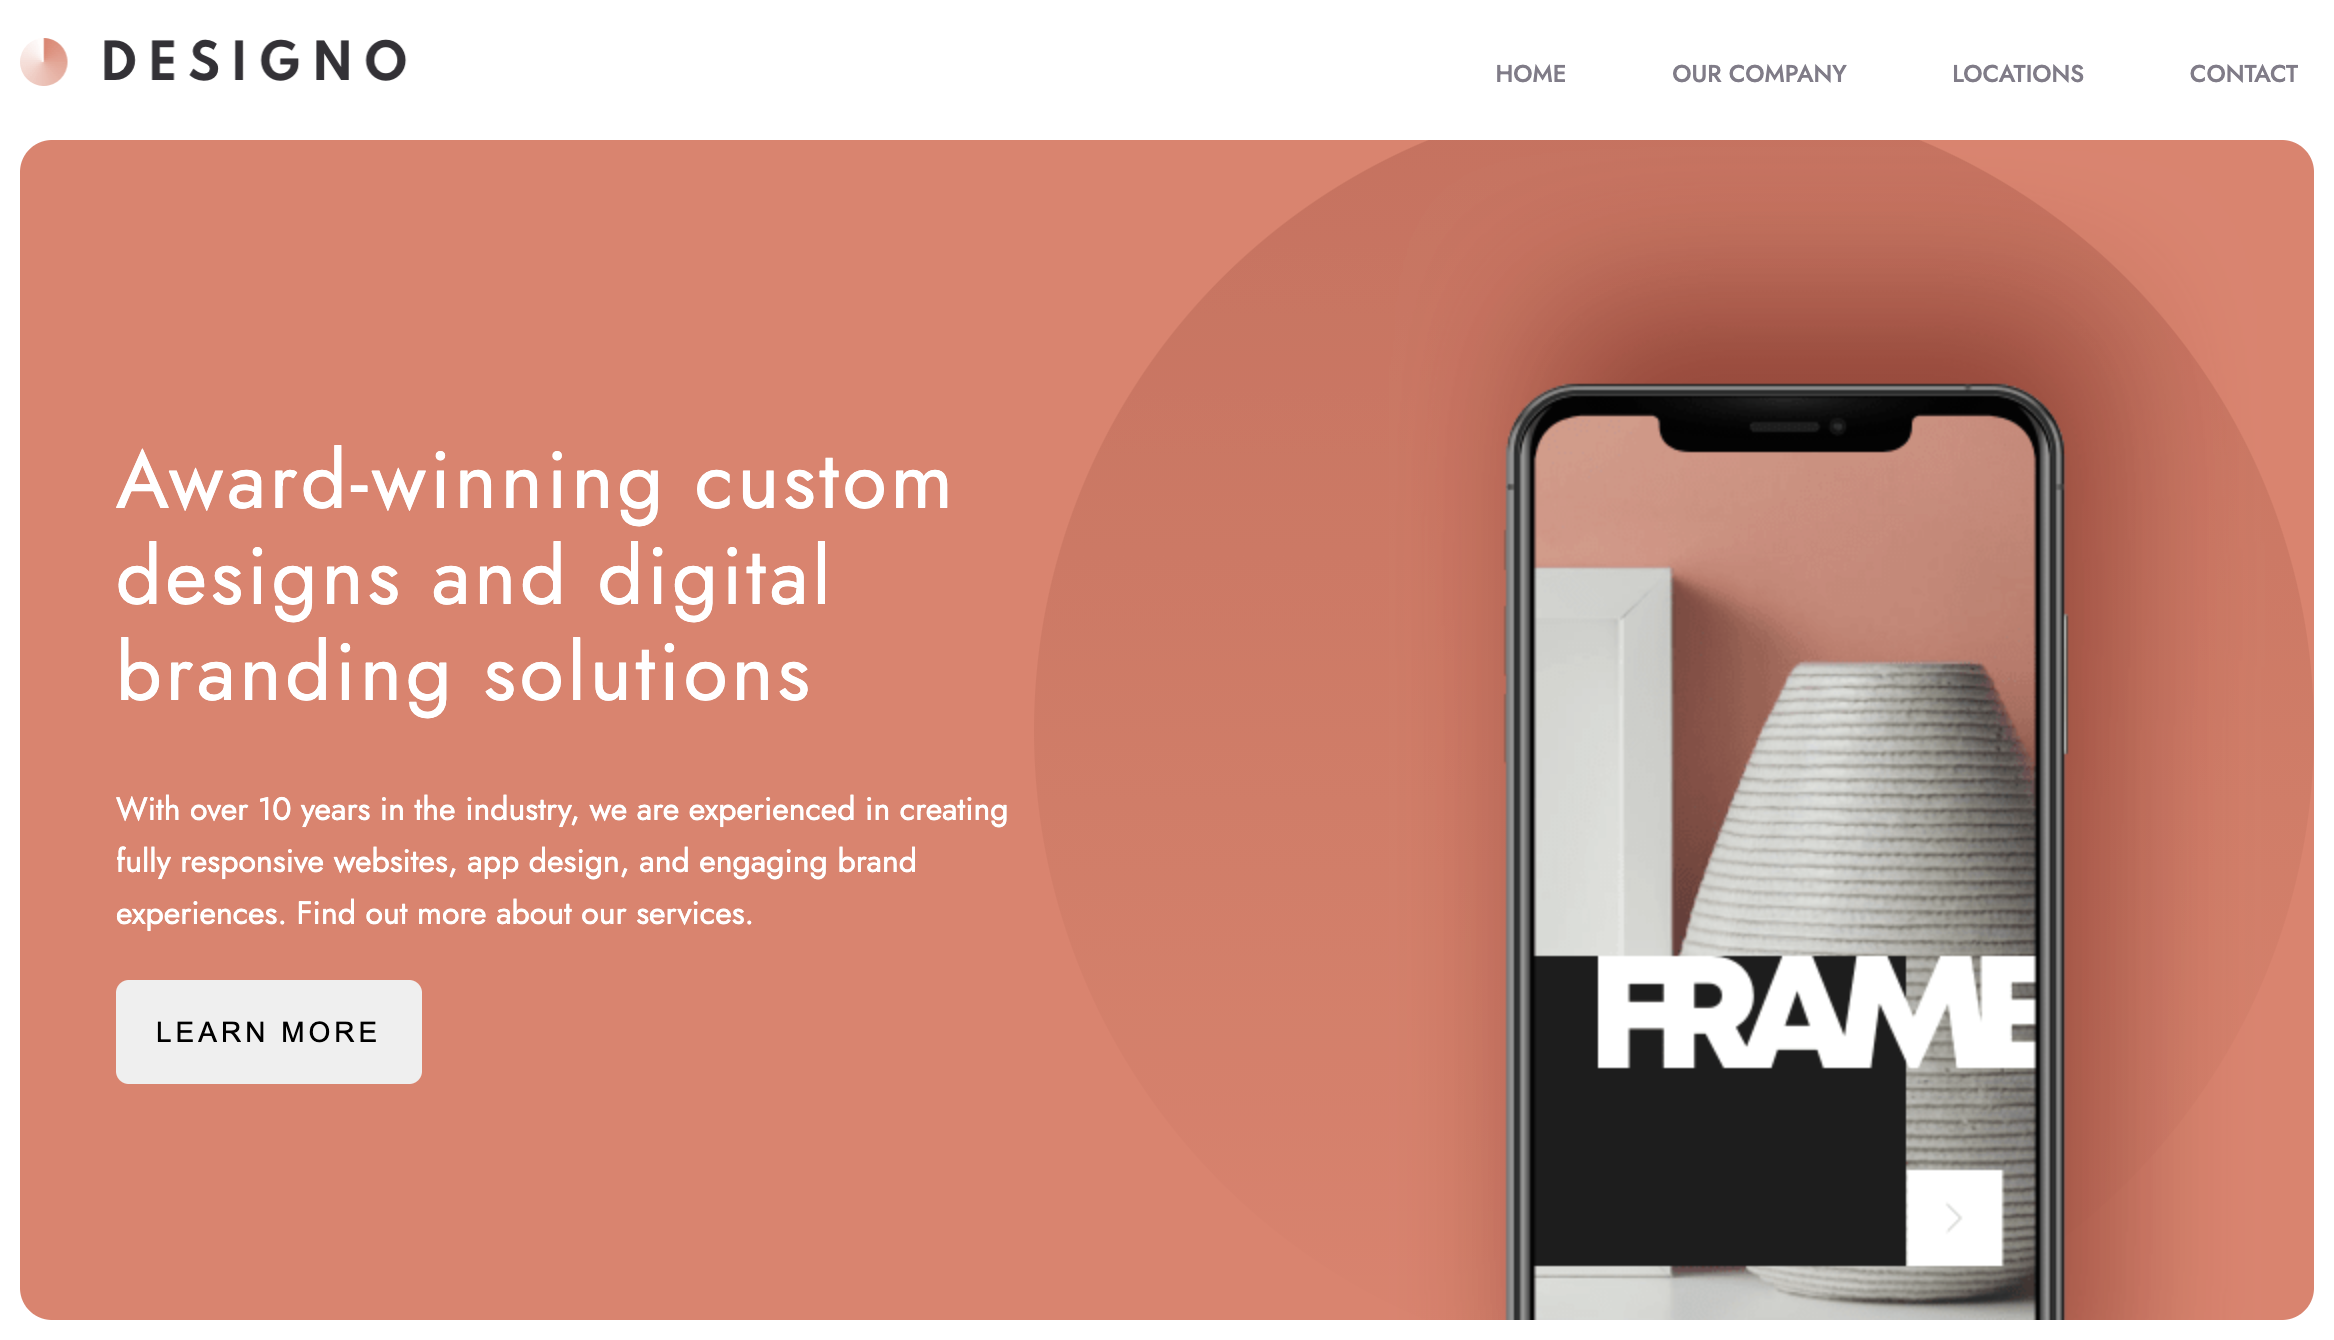 DESIGNO
HOME OUR COMPANY LOCATIONS CONTACT
Award-winning custom
designs and digital
branding solutions
With over 10 years in the industry, we are experienced in creating
fully responsive websites, app design, and engaging brand
experiences. Find out more about our services.
LEARN MORE
FRAME